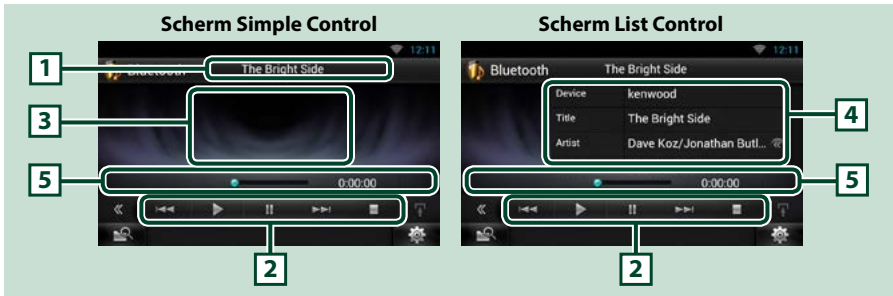 Scherm Simple Control
Scherm List Control
12:11
1
Bluetooth
The Bright Side
3
5
0:00:00
2
12:11
Bluetooth
The Bright Side
Device
kenwood
Title
The Bright Side
Artist
Dave Koz/Jonathan Butl...
4
0:00:00
5
2